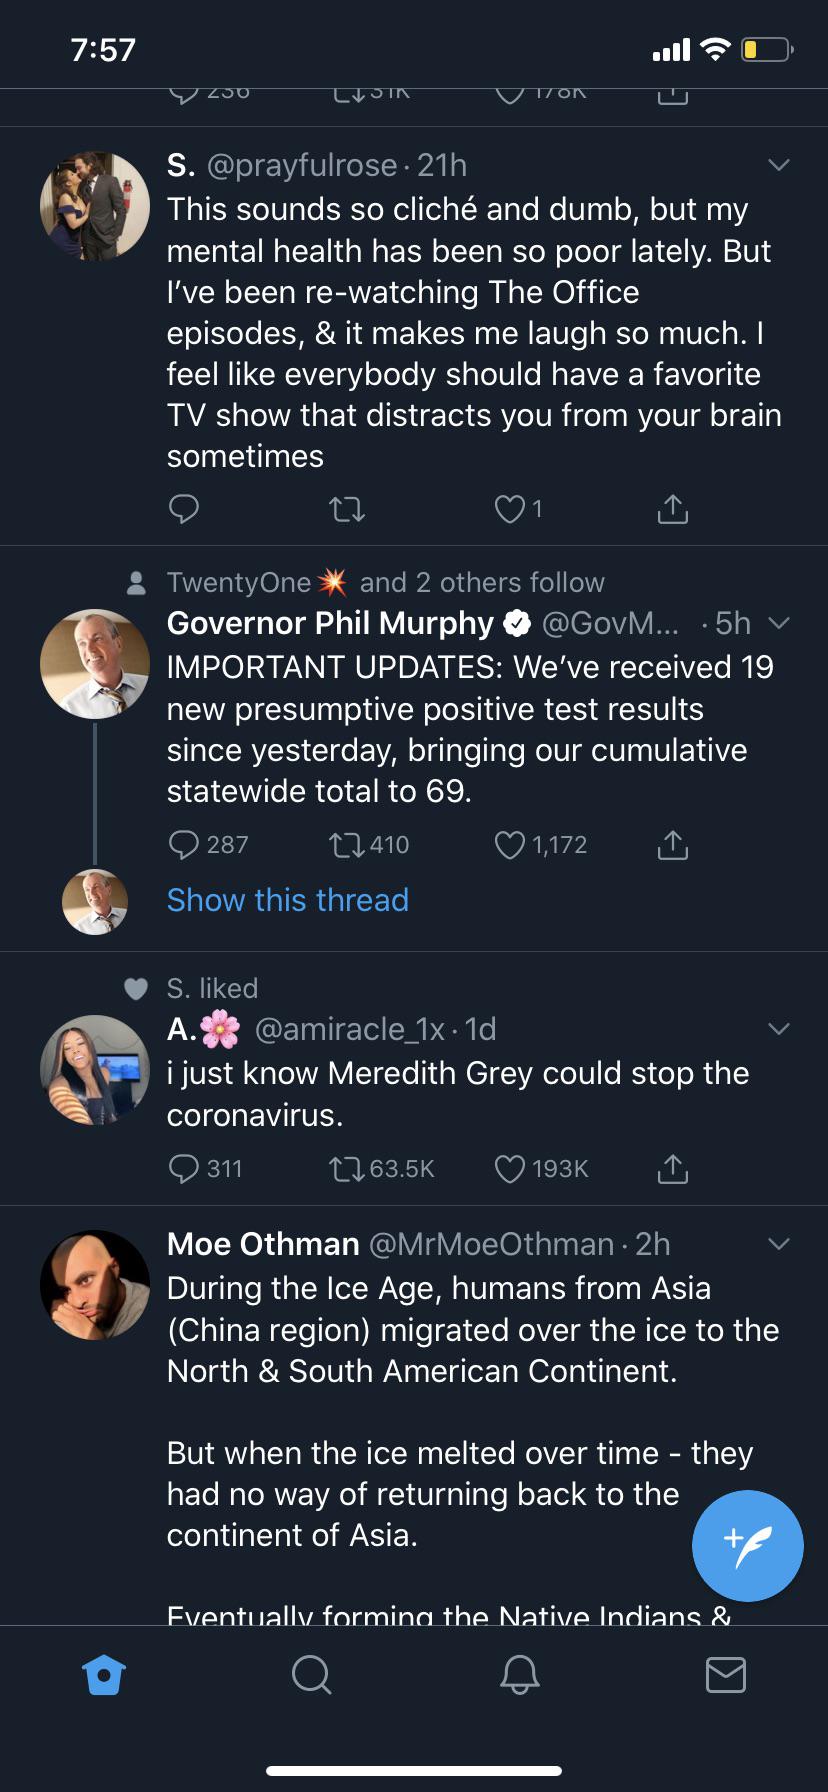 7:57
236 31K 178K
S. @prayfulrose · 21h
This sounds so cliché and dumb, but my
mental health has been so poor lately. But
I’ve been re-watching The Office
episodes, & it makes me laugh so much. I
feel like everybody should have a favorite
TV show that distracts you from your brain
sometimes
1
TwentyOne💥 and 2 others follow
Governor Phil Murphy @GovM... · 5h
IMPORTANT UPDATES: We’ve received 19
new presumptive positive test results
since yesterday, bringing our cumulative
statewide total to 69.
287 410 1,172
Show this thread
S. liked
A.🌸 @amiracle_1x · 1d
i just know Meredith Grey could stop the
coronavirus.
311 63.5K 193K
Moe Othman @MrMoeOthman · 2h
During the Ice Age, humans from Asia
(China region) migrated over the ice to the
North & South American Continent.
But when the ice melted over time - they
had no way of returning back to the
continent of Asia.
Eventually forming the Native Indians &